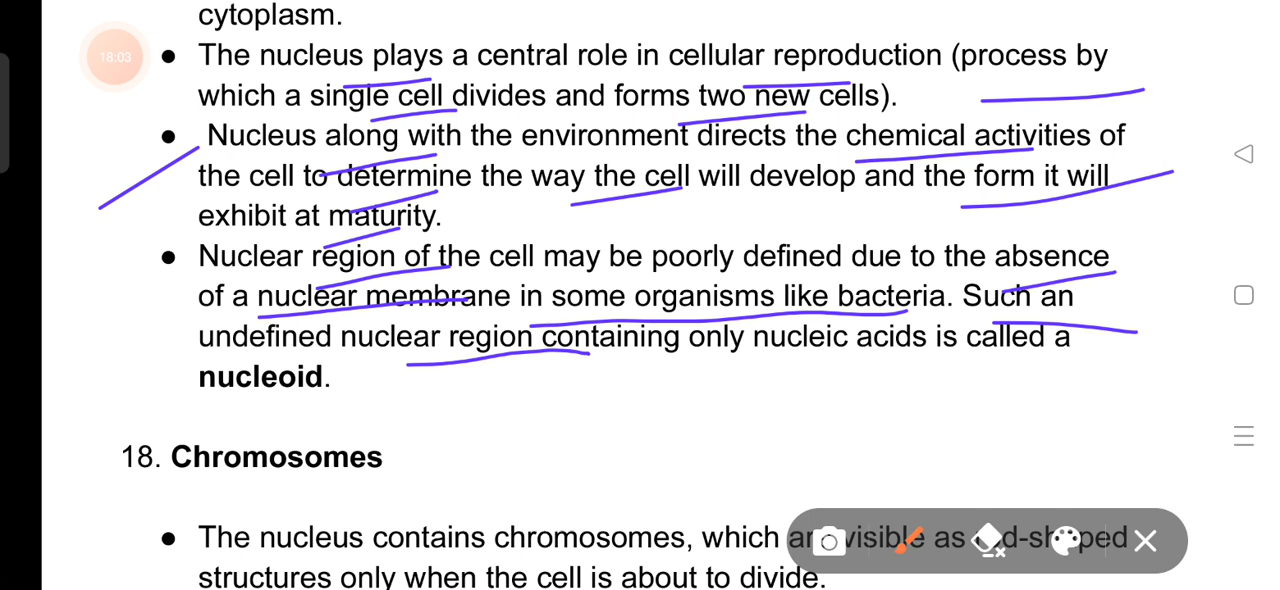 cytoplasm.
18:03
● The nucleus plays a central role in cellular reproduction (process by
which a single cell divides and forms two new cells).
● Nucleus along with the environment directs the chemical activities of
the cell to determine the way the cell will develop and the form it will
exhibit at maturity.
● Nuclear region of the cell may be poorly defined due to the absence
of a nuclear membrane in some organisms like bacteria. Such an
undefined nuclear region containing only nucleic acids is called a
nucleoid.
18. Chromosomes
● The nucleus contains chromosomes, which are visible as rod-shaped
structures only when the cell is about to divide.